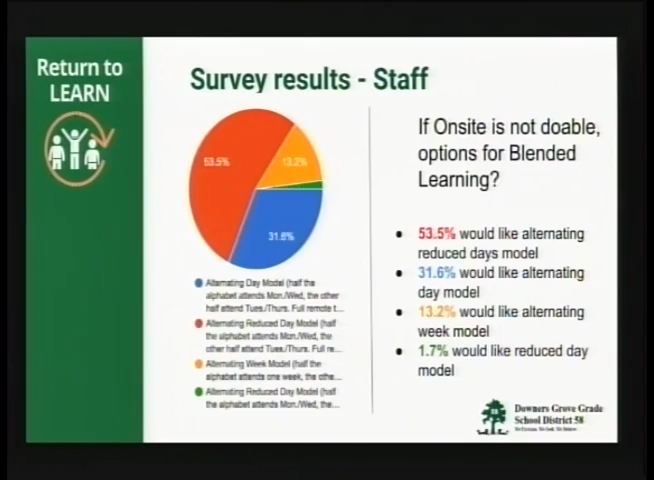 Return to
LEARN
Survey results - Staff
53.5%
13.2%
31.6%
Alternating Day Model (half the
alphabet attends Mon./Wed, the other
half attend Tues./Thurs. Full remote t...
Alternating Reduced Day Model (half
the alphabet attends Mon./Wed, the
other half attend Tues./Thurs. Full re...
Alternating Week Model (half the
alphabet attends one week, the othe...
Alternating Reduced Day Model (half
the alphabet attends Mon./Wed, the...
If Onsite is not doable,
options for Blended
Learning?
53.5% would like alternating
reduced days model
31.6% would like alternating
day model
13.2% would like alternating
week model
1.7% would like reduced day
model
Downers Grove Grade
School District 58